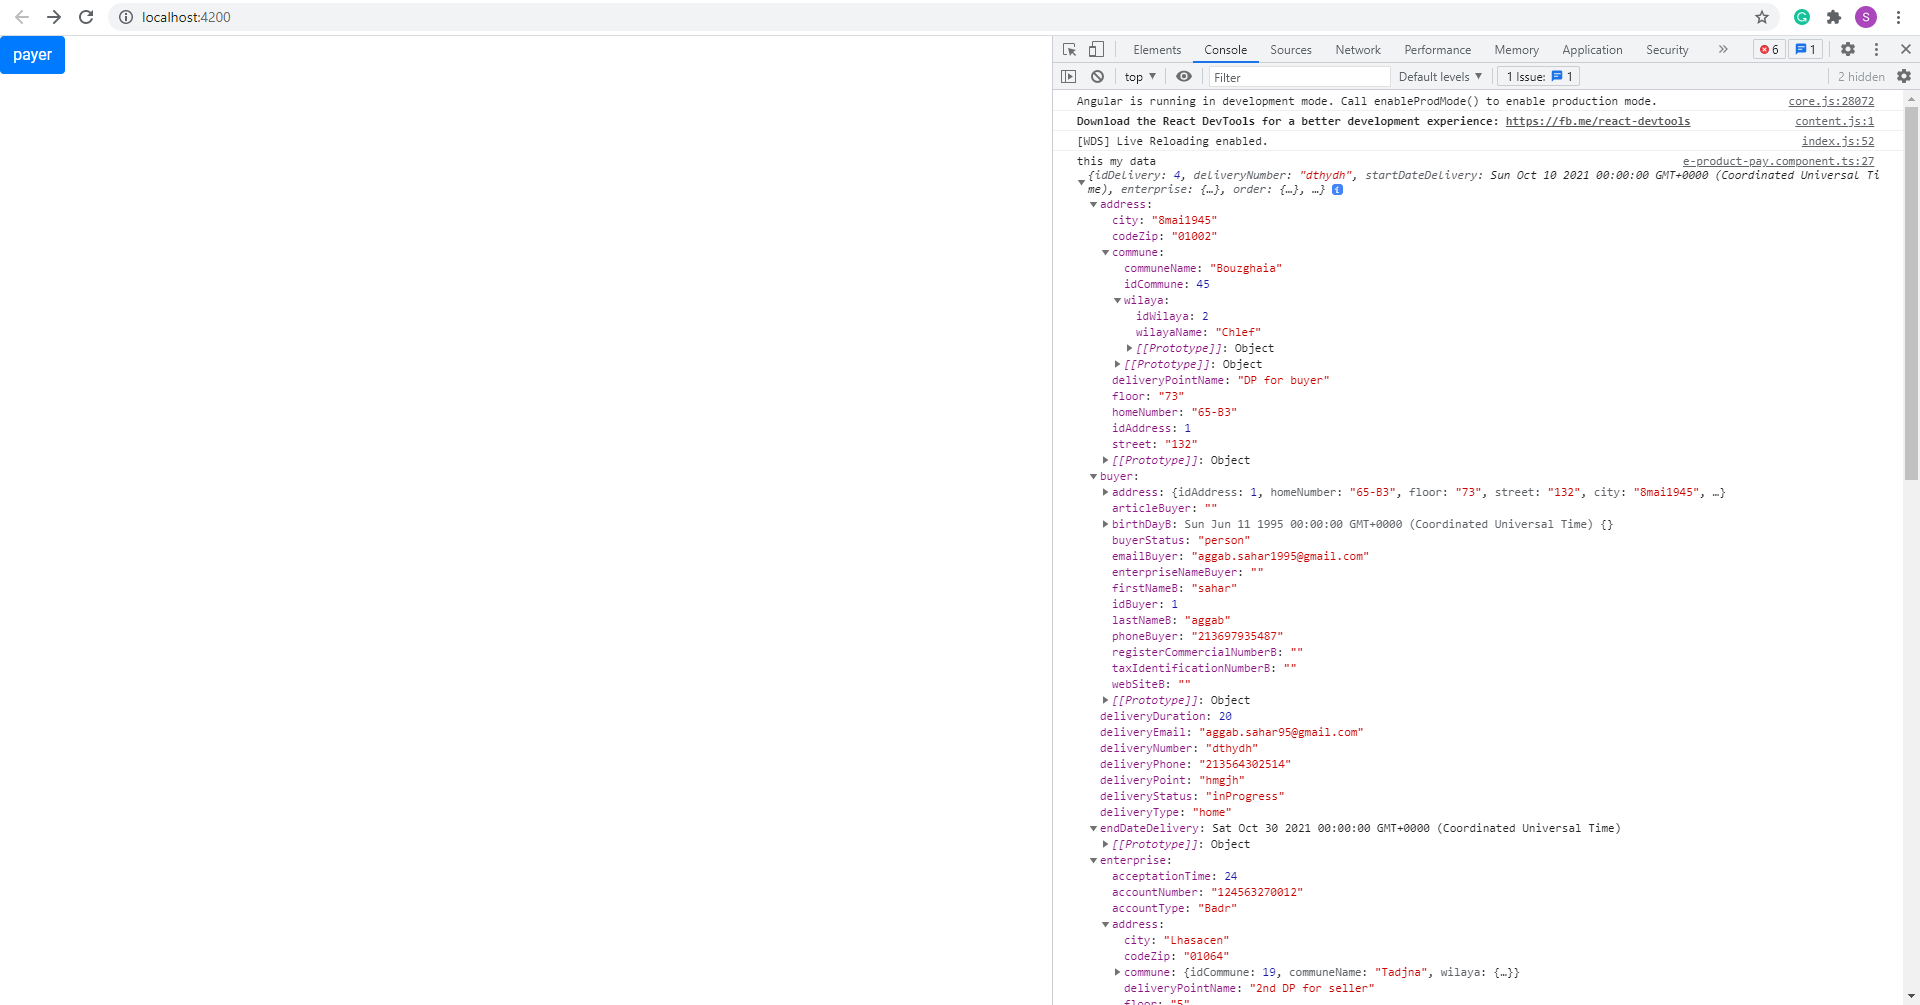 localhost:4200
S
payer
Elements Console Sources Network Performance Memory Application Security » 6 1
top Filter Default levels 1 Issue: 1 2 hidden
Angular is running in development mode. Call enableProdMode() to enable production mode. core.js:28072
Download the React DevTools for a better development experience: https://fb.me/react-devtools content.js:1
[WDS] Live Reloading enabled. index.js:52
this my data e-product-pay.component.ts:27
{idDelivery: 4, deliveryNumber: "dthydh", startDateDelivery: Sun Oct 10 2021 00:00:00 GMT+0000 (Coordinated Universal Ti
me), enterprise: {…}, order: {…}, …} i
address:
city: "8mai1945"
codeZip: "01002"
commune:
communeName: "Bouzghaia"
idCommune: 45
wilaya:
idWilaya: 2
wilayaName: "Chlef"
[[Prototype]]: Object
[[Prototype]]: Object
deliveryPointName: "DP for buyer"
floor: "73"
homeNumber: "65-B3"
idAddress: 1
street: "132"
[[Prototype]]: Object
buyer:
address: {idAddress: 1, homeNumber: "65-B3", floor: "73", street: "132", city: "8mai1945", …}
articleBuyer: ""
birthDayB: Sun Jun 11 1995 00:00:00 GMT+0000 (Coordinated Universal Time) {}
buyerStatus: "person"
emailBuyer: "aggab.sahar1995@gmail.com"
enterpriseNameBuyer: ""
firstNameB: "sahar"
idBuyer: 1
lastNameB: "aggab"
phoneBuyer: "213697935487"
registerCommercialNumberB: ""
taxIdentificationNumberB: ""
webSiteB: ""
[[Prototype]]: Object
deliveryDuration: 20
deliveryEmail: "aggab.sahar95@gmail.com"
deliveryNumber: "dthydh"
deliveryPhone: "213564302514"
deliveryPoint: "hmgjh"
deliveryStatus: "inProgress"
deliveryType: "home"
endDateDelivery: Sat Oct 30 2021 00:00:00 GMT+0000 (Coordinated Universal Time)
[[Prototype]]: Object
enterprise:
acceptationTime: 24
accountNumber: "124563270012"
accountType: "Badr"
address:
city: "Lhasacen"
codeZip: "01064"
commune: {idCommune: 19, communeName: "Tadjna", wilaya: {…}}
deliveryPointName: "2nd DP for seller"
floor: "5"